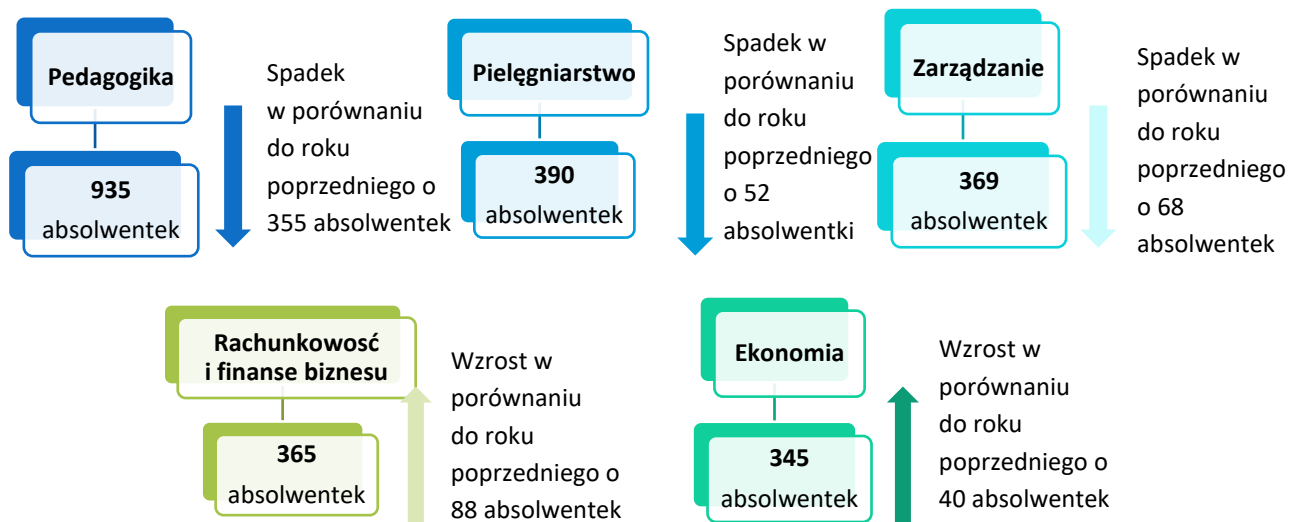 Pedagogika
935
absolwentek
Spadek
w porównaniu
do roku
poprzedniego o
355 absolwentek
Pielęgniarstwo
390
absolwentek
Spadek w
porównaniu
do roku
poprzedniego
o 52
absolwentki
Zarządzanie
369
absolwentek
Spadek w
porównaniu
do roku
poprzedniego
o 68
absolwentek
Rachunkowość
i finanse biznesu
365
absolwentek
Wzrost w
porównaniu
do roku
poprzedniego o
88 absolwentek
Ekonomia
345
absolwentek
Wzrost w
porównaniu
do roku
poprzedniego o
40 absolwentek